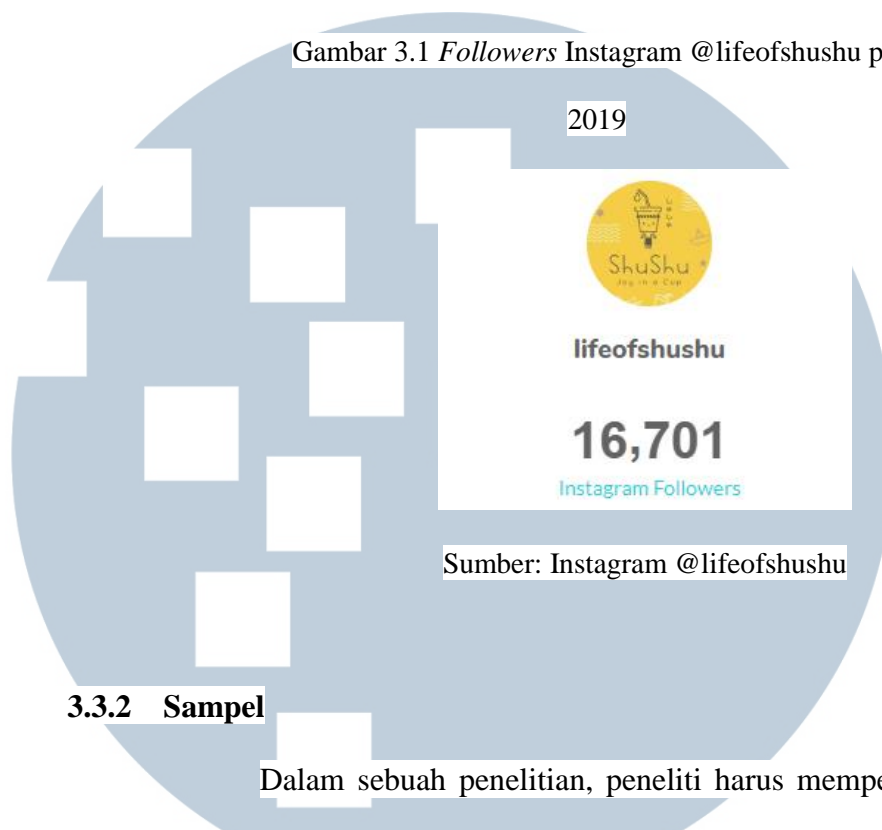 Gambar 3.1 Followers Instagram @lifeofshushu p
2019
ShuShu
Joy in a Cup
lifeofshushu
16,701
Instagram Followers
Sumber: Instagram @lifeofshushu
3.3.2 Sampel
Dalam sebuah penelitian, peneliti harus mempe